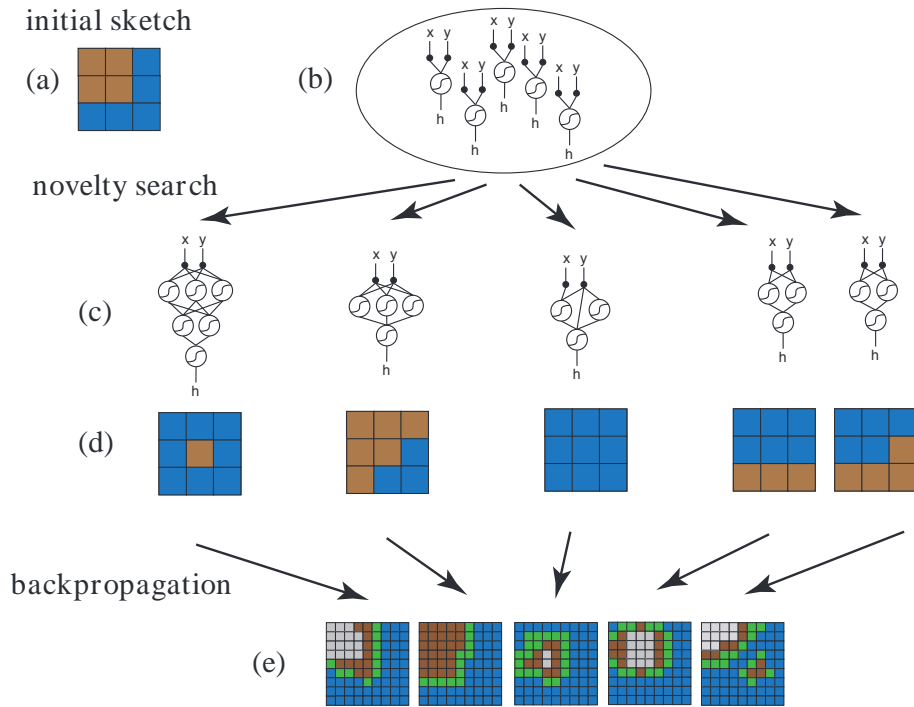 initial sketch
(a)
(b)
x y
x y
x y
x y
x y
h
h
h
h
h
novelty search
x y
x y
x y
x y
x y
(c)
h
h
h
h
h
(d)
backpropagation
(e)